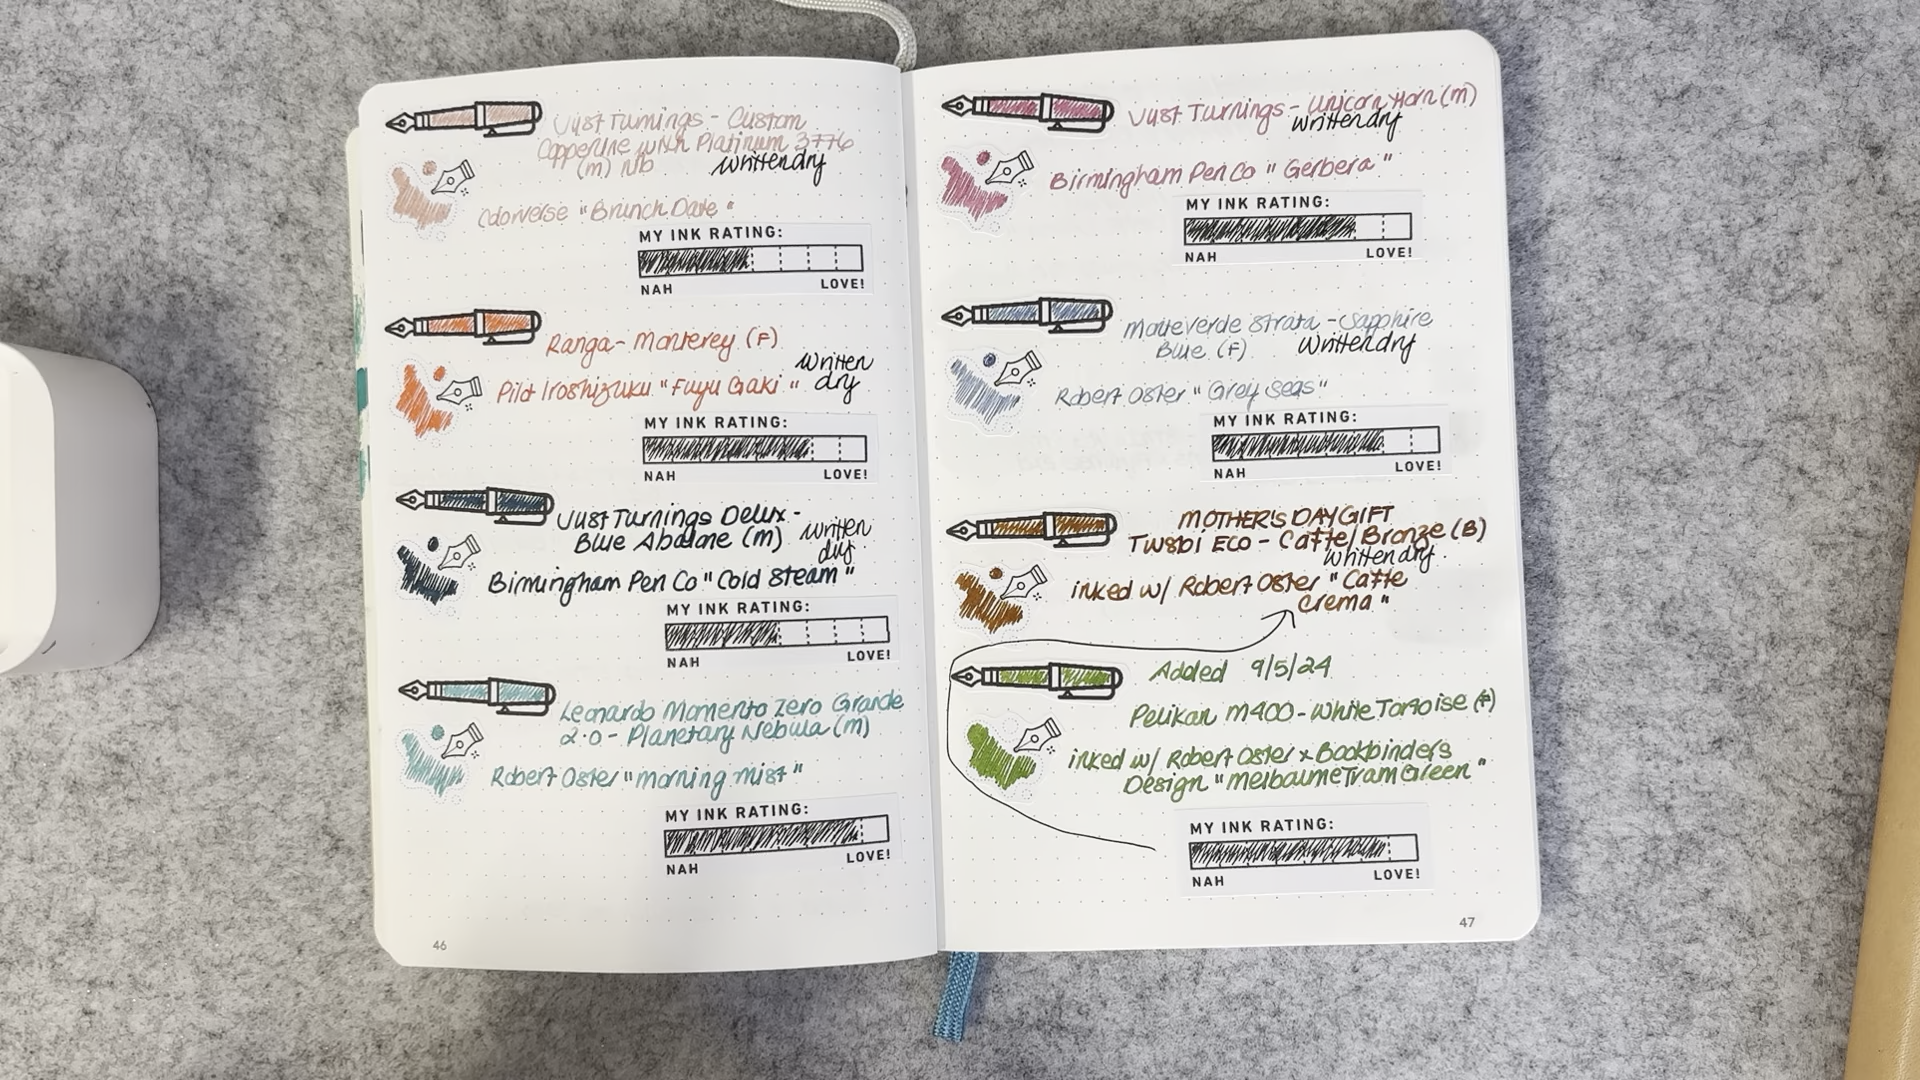 Just Turnings - Custom
Copperline with Platinum 3776
(m) nib written dry
Colorverse "Brunch Date"
MY INK RATING:
NAH LOVE!
Ranga - Monterey (F)
written
dry
Pilot Iroshizuku "Fuyu Gaki"
MY INK RATING:
NAH LOVE!
Just Turnings Delux -
Blue Abalone (m)
written
dry
Birmingham Pen Co "Cold Steam"
MY INK RATING:
NAH LOVE!
Leonardo Momento Zero Grande
2.0 - Planetary Nebula (m)
Robert Oster "morning mist"
MY INK RATING:
NAH LOVE!
46
Just Turnings - Unicorn Horn (m)
written dry
Birmingham Pen Co "Gerbera"
MY INK RATING:
NAH LOVE!
Monteverde Strata - Sapphire
Blue (F) written dry
Robert Oster "Grey Seas"
MY INK RATING:
NAH LOVE!
MOTHER'S DAY GIFT
Twsbi ECO - Caffe/Bronze (B)
written dry.
inked w/ Robert Oster "Caffe
Crema"
Added 9/5/24
Pelikan M400 - White Tortoise (F)
inked w/ Robert Oster x Bookbinders
Design "Melbourne Tram Green"
MY INK RATING:
NAH LOVE!
47